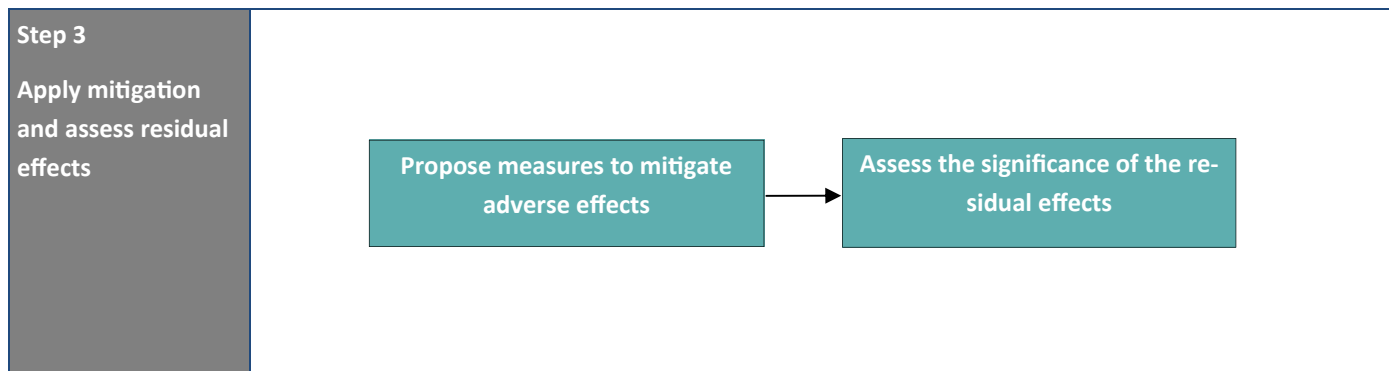 Step 3
Apply mitigation
and assess residual
effects
Propose measures to mitigate
adverse effects
Assess the significance of the re-
sidual effects